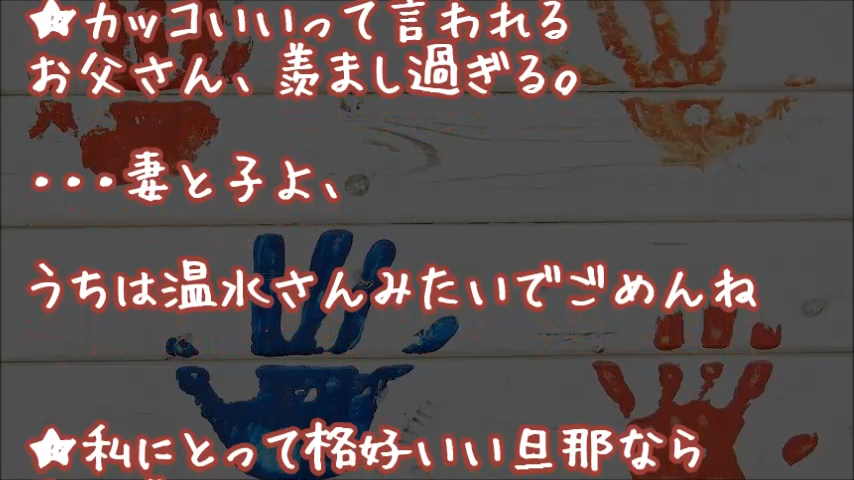 ★カッコいいって言われる
お父さん、羨まし過ぎる。
・・・妻と子よ、
うちは温水さんみたいでごめんね
★私にとって格好いい旦那なら